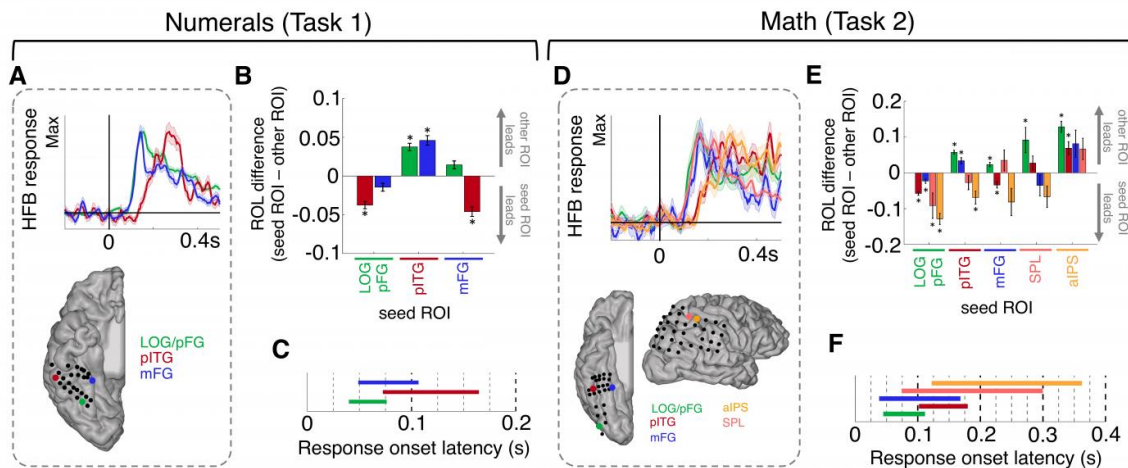 Numerals (Task 1)
Math (Task 2)
A
HFB response
Max
0
0.4s
LOG/pFG
pITG
mFG
B
ROL difference
(seed ROI – other ROI)
0.1
0.05
0
-0.05
-0.1
* * * *
other ROI
leads
seed ROI
leads
LOG
pFG
pITG
mFG
seed ROI
C
0
0.1
0.2
Response onset latency (s)
D
HFB response
Max
0
0.4s
LOG/pFG
pITG
mFG
aIPS
SPL
E
ROL difference
(seed ROI – other ROI)
0.2
0.1
0
-0.1
-0.2
* * * * * * * * * * * *
other ROI
leads
seed ROI
leads
LOG
pFG
pITG
mFG
SPL
aIPS
seed ROI
F
0
0.1
0.2
0.3
0.4
Response onset latency (s)